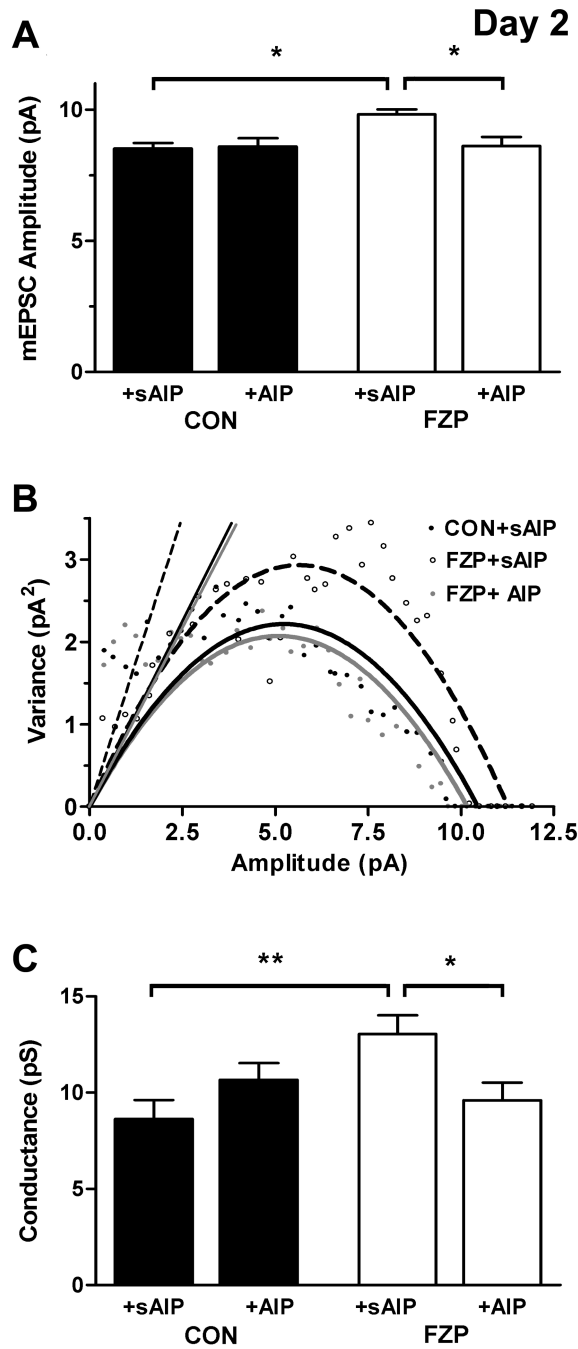 A
Day 2
*
*
mEPSC Amplitude (pA)
10
5
0
+sAIP
+AIP
+sAIP
+AIP
CON
FZP
B
CON+sAIP
FZP+sAIP
FZP+ AIP
Variance (pA²)
3
2
1
0
0.0
2.5
5.0
7.5
10.0
12.5
Amplitude (pA)
C
**
*
Conductance (pS)
15
10
5
0
+sAIP
+AIP
+sAIP
+AIP
CON
FZP